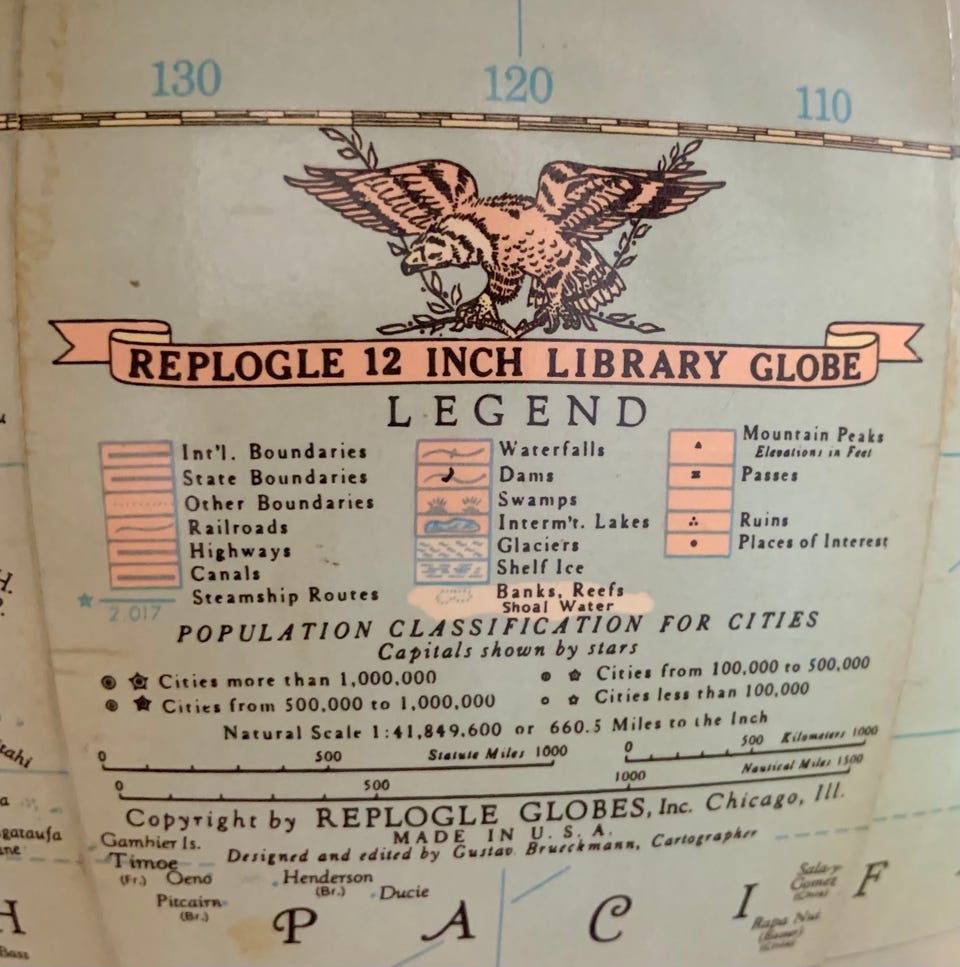 130 120 110
REPLOGLE 12 INCH LIBRARY GLOBE
LEGEND
Int'l. Boundaries
State Boundaries
Other Boundaries
Railroads
Highways
Canals
Steamship Routes
2,017
Waterfalls
Dams
Swamps
Interm't. Lakes
Glaciers
Shelf Ice
Banks, Reefs
Shoal Water
Mountain Peaks
Elevations in Feet
Passes
Ruins
Places of Interest
POPULATION CLASSIFICATION FOR CITIES
Capitals shown by stars
Cities more than 1,000,000
Cities from 500,000 to 1,000,000
Cities from 100,000 to 500,000
Cities less than 100,000
Natural Scale 1:41,849,600 or 660.5 Miles to the Inch
0 500 Statute Miles 1000
0 500 Kilometers 1000
0 500 1000 Nautical Miles 1500
Copyright by REPLOGLE GLOBES, Inc. Chicago, Ill.
MADE IN U.S.A.
Designed and edited by Gustav Brueckmann, Cartographer
Gambier Is.
Timoe
(Fr.)
Oeno
Pitcairn
(Br.)
Henderson
(Br.)
Ducie
Sala-y-
Gomez
Rapa Nui
P A C I F
H